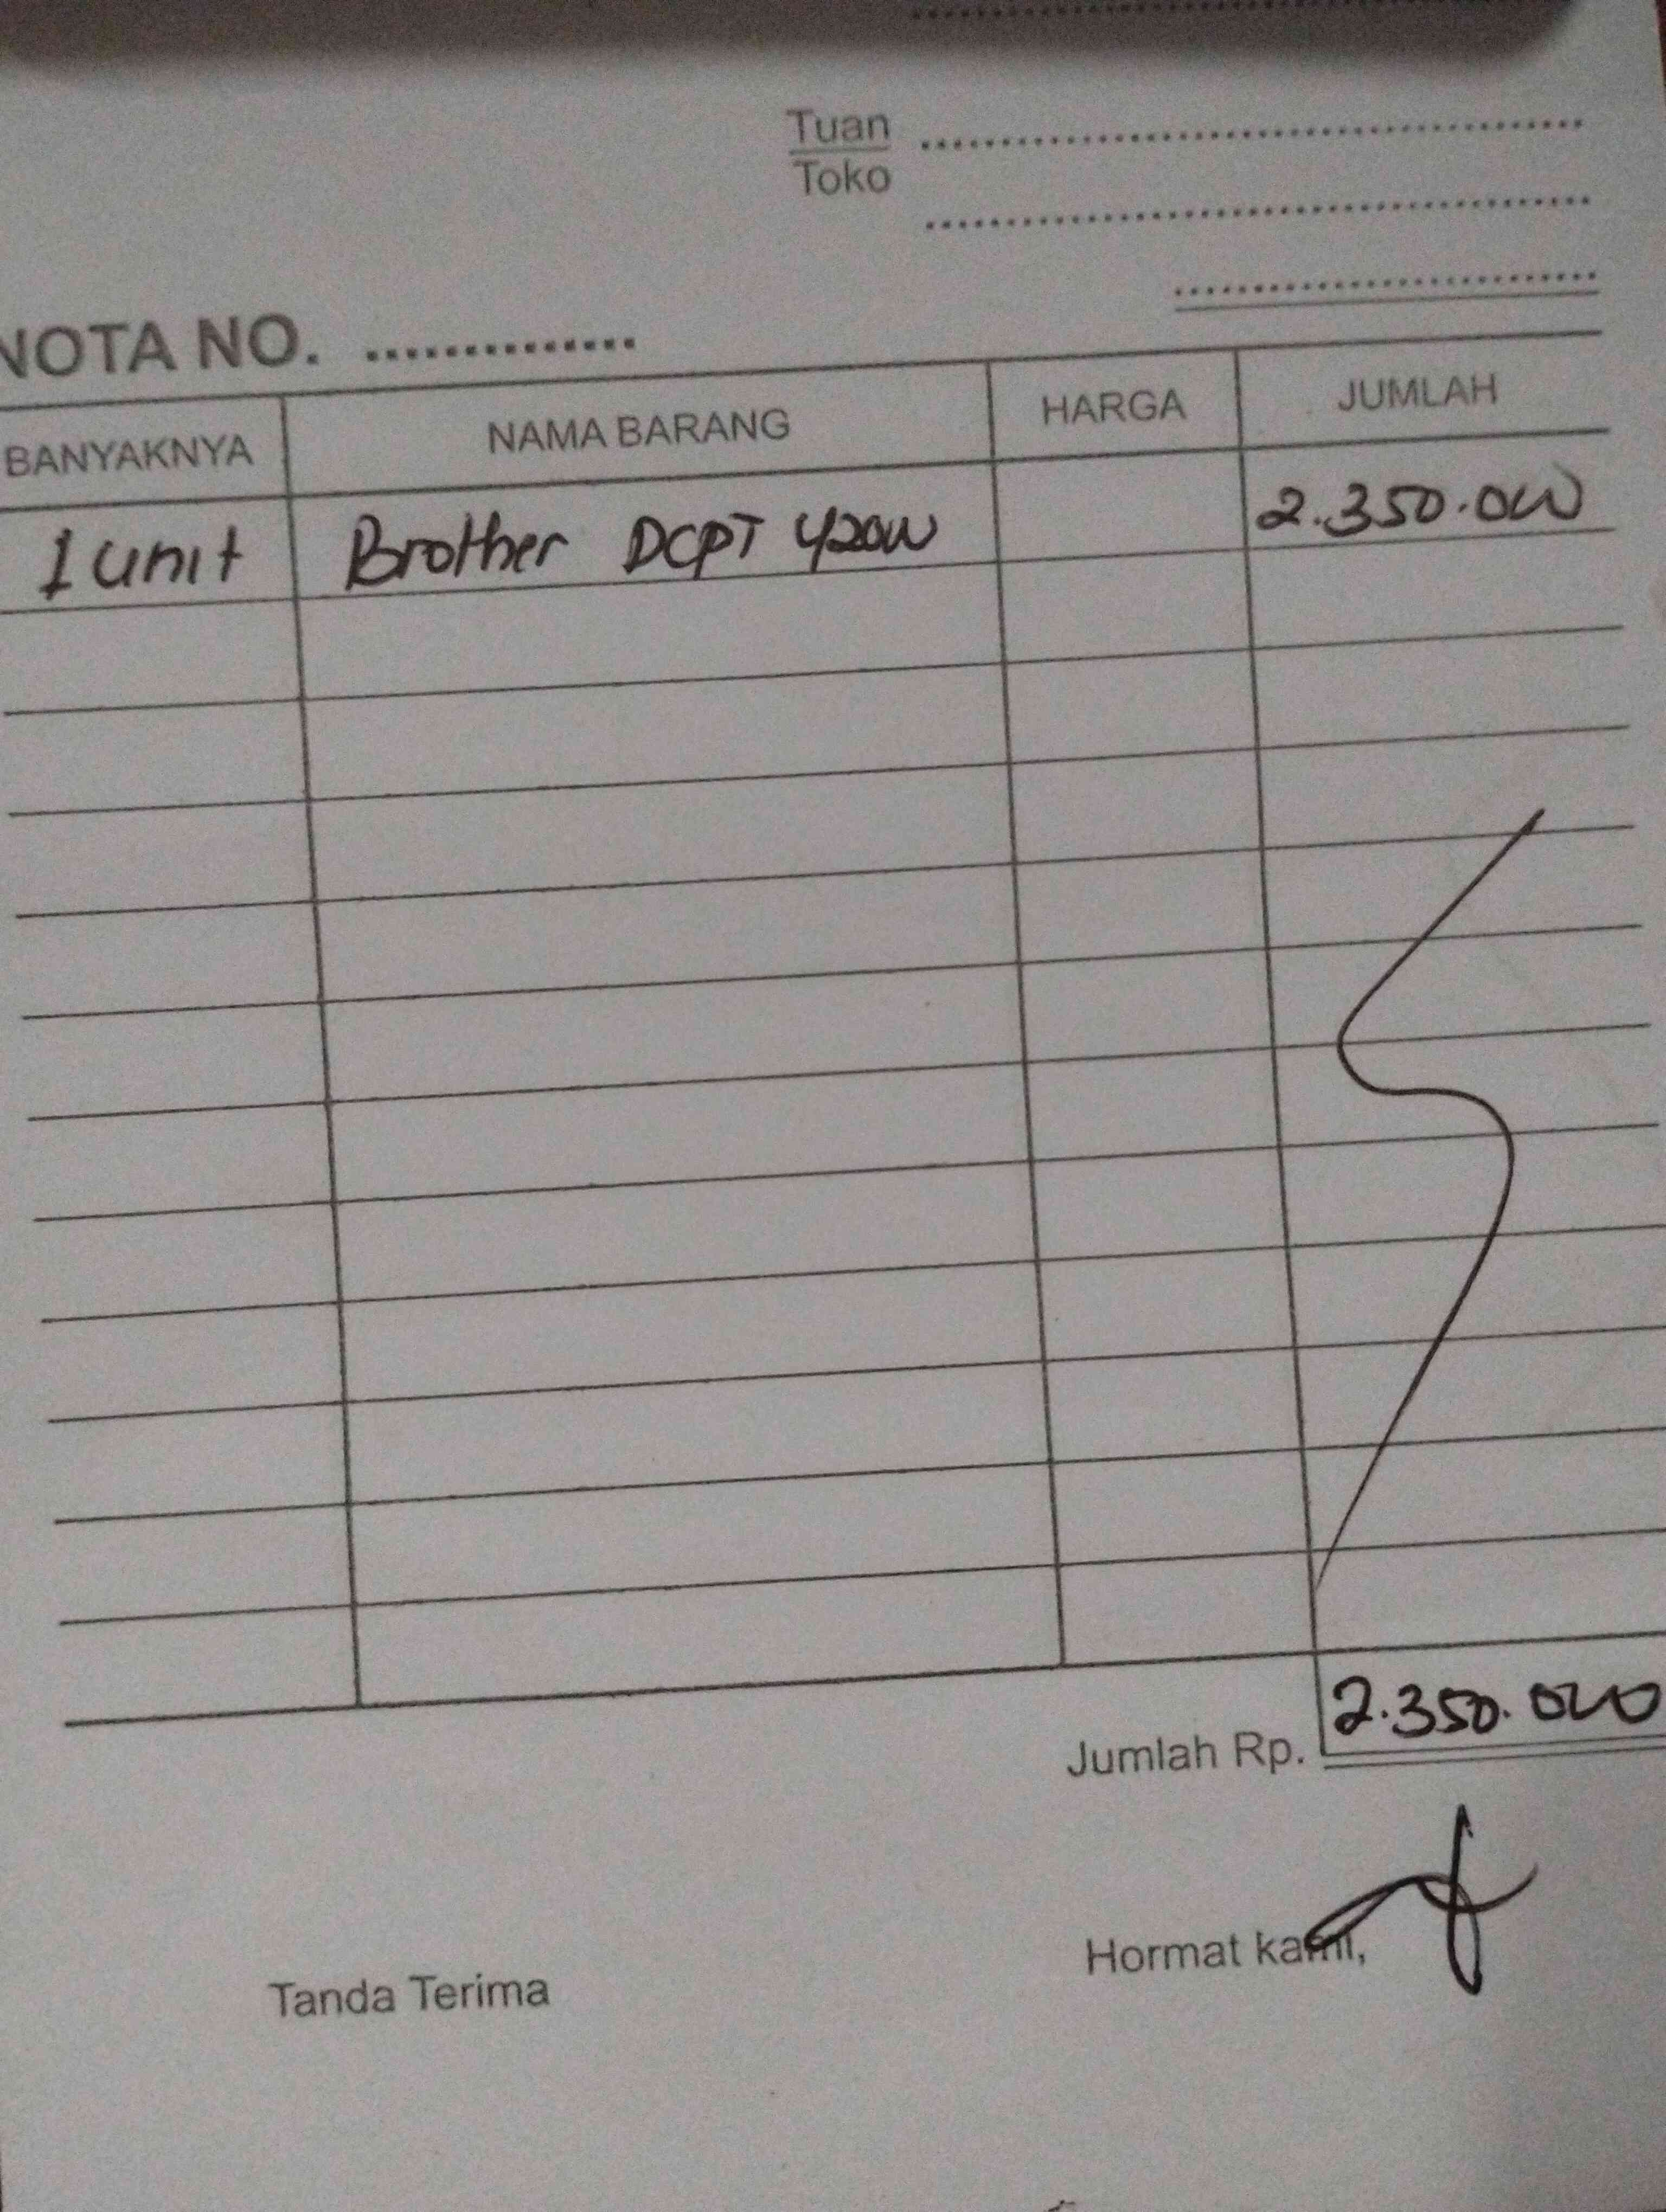 Tuan
Toko
NOTA NO. ..............
BANYAKNYA NAMA BARANG HARGA JUMLAH
1 unit Brother DCPT 420W 2.350.000
Jumlah Rp. 2.350.000
Tanda Terima Hormat kami,